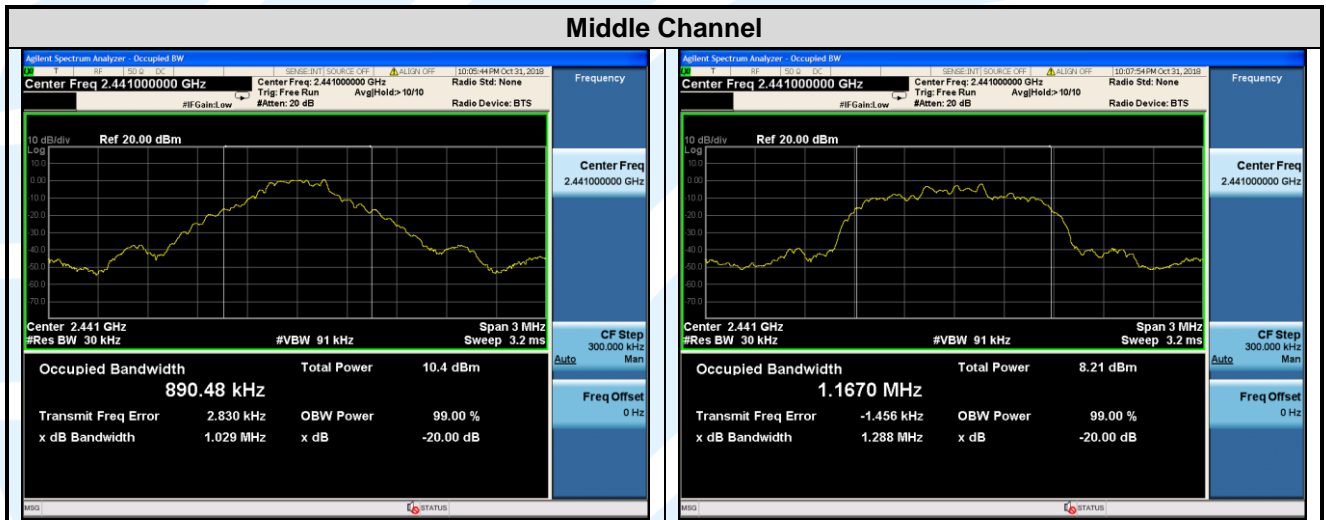 Middle Channel
Agilent Spectrum Analyzer - Occupied BW
T RF 50 Ω DC SENSE:INT SOURCE OFF ALIGN OFF 10:05:44 PM Oct 31, 2018
Center Freq 2.441000000 GHz Center Freq: 2.441000000 GHz Radio Std: None
Trig: Free Run Avg|Hold:> 10/10
#IFGain:Low #Atten: 20 dB Radio Device: BTS
Frequency
10 dB/div Ref 20.00 dBm
Log
10.0
0.00
-10.0
-20.0
-30.0
-40.0
-50.0
-60.0
-70.0
Center Freq
2.441000000 GHz
Center 2.441 GHz Span 3 MHz
#Res BW 30 kHz #VBW 91 kHz Sweep 3.2 ms
CF Step
300.000 kHz
Auto Man
Occupied Bandwidth Total Power 10.4 dBm
890.48 kHz
Transmit Freq Error 2.830 kHz OBW Power 99.00 %
x dB Bandwidth 1.029 MHz x dB -20.00 dB
Freq Offset
0 Hz
MSG STATUS
Agilent Spectrum Analyzer - Occupied BW
T RF 50 Ω DC SENSE:INT SOURCE OFF ALIGN OFF 10:07:54 PM Oct 31, 2018
Center Freq 2.441000000 GHz Center Freq: 2.441000000 GHz Radio Std: None
Trig: Free Run Avg|Hold:> 10/10
#IFGain:Low #Atten: 20 dB Radio Device: BTS
Frequency
10 dB/div Ref 20.00 dBm
Log
10.0
0.00
-10.0
-20.0
-30.0
-40.0
-50.0
-60.0
-70.0
Center Freq
2.441000000 GHz
Center 2.441 GHz Span 3 MHz
#Res BW 30 kHz #VBW 91 kHz Sweep 3.2 ms
CF Step
300.000 kHz
Auto Man
Occupied Bandwidth Total Power 8.21 dBm
1.1670 MHz
Transmit Freq Error -1.456 kHz OBW Power 99.00 %
x dB Bandwidth 1.288 MHz x dB -20.00 dB
Freq Offset
0 Hz
MSG STATUS